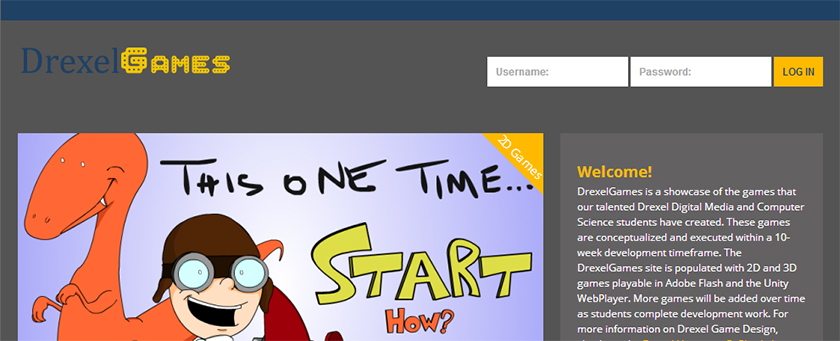 DrexelGames
Username:
Password:
LOG IN
THIS ONE TIME...
2D Games
START
HOW?
Welcome!
DrexelGames is a showcase of the games that
our talented Drexel Digital Media and Computer
Science students have created. These games
are conceptualized and executed within a 10-
week development timeframe. The
DrexelGames site is populated with 2D and 3D
games playable in Adobe Flash and the Unity
WebPlayer. More games will be added over time
as students complete development work. For
more information on Drexel Game Design,